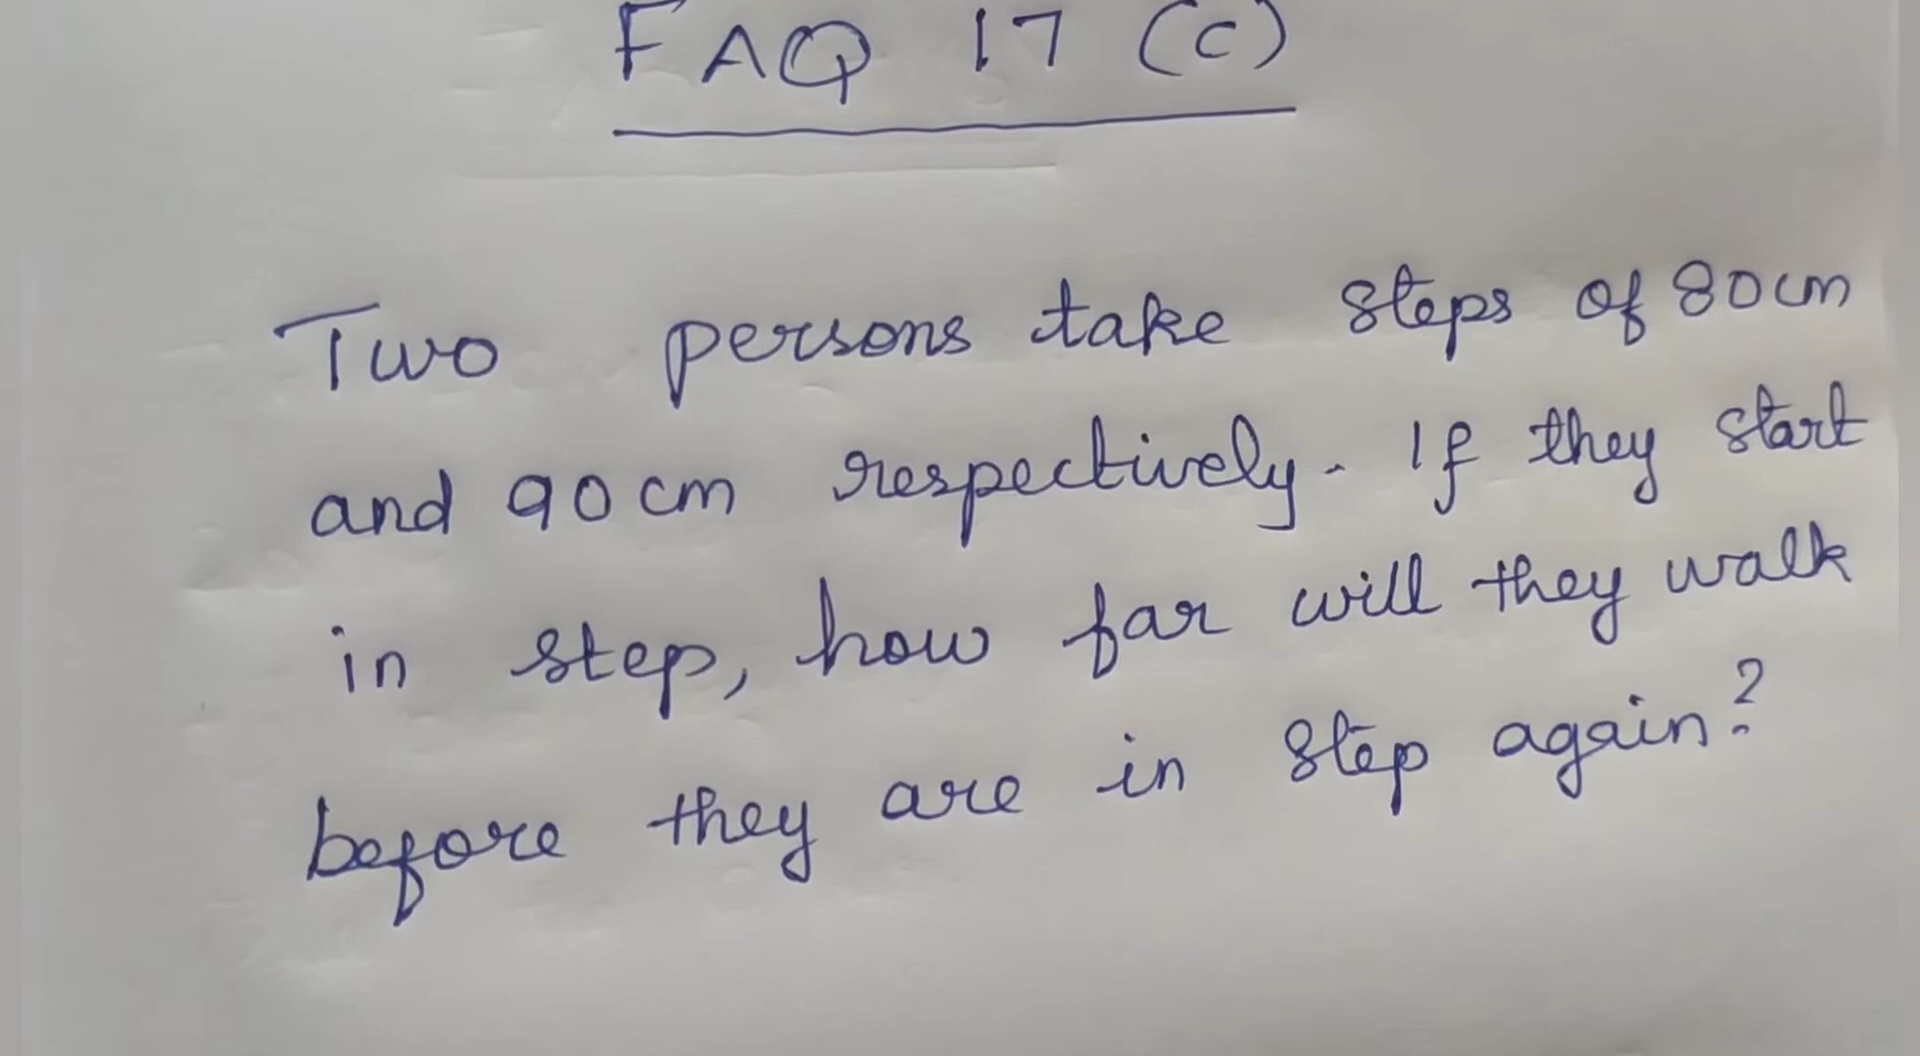 FAQ 17 (C)
Two persons take steps of 80cm
and 90 cm respectively. If they start
in step, how far will they walk
before they are in step again?